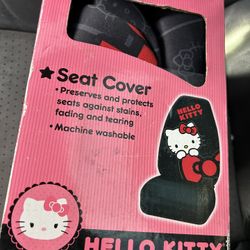 Seat Cover
• Preserves and protects
seats against stains,
fading and tearing
• Machine washable
HELLO
KITTY
HELLO KITTY